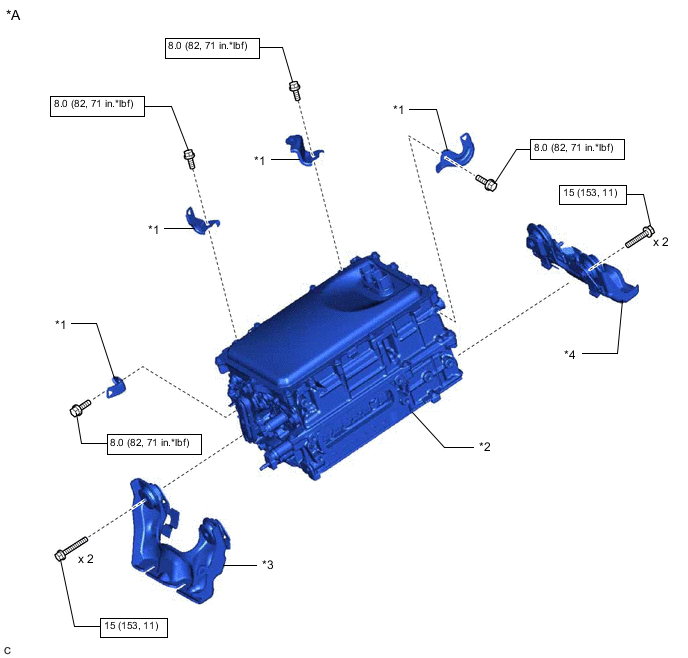 *A
8.0 (82, 71 in.*lbf)
8.0 (82, 71 in.*lbf)
*1
*1
8.0 (82, 71 in.*lbf)
*1
15 (153, 11)
x 2
*1
*4
8.0 (82, 71 in.*lbf)
*2
*3
x 2
15 (153, 11)
C